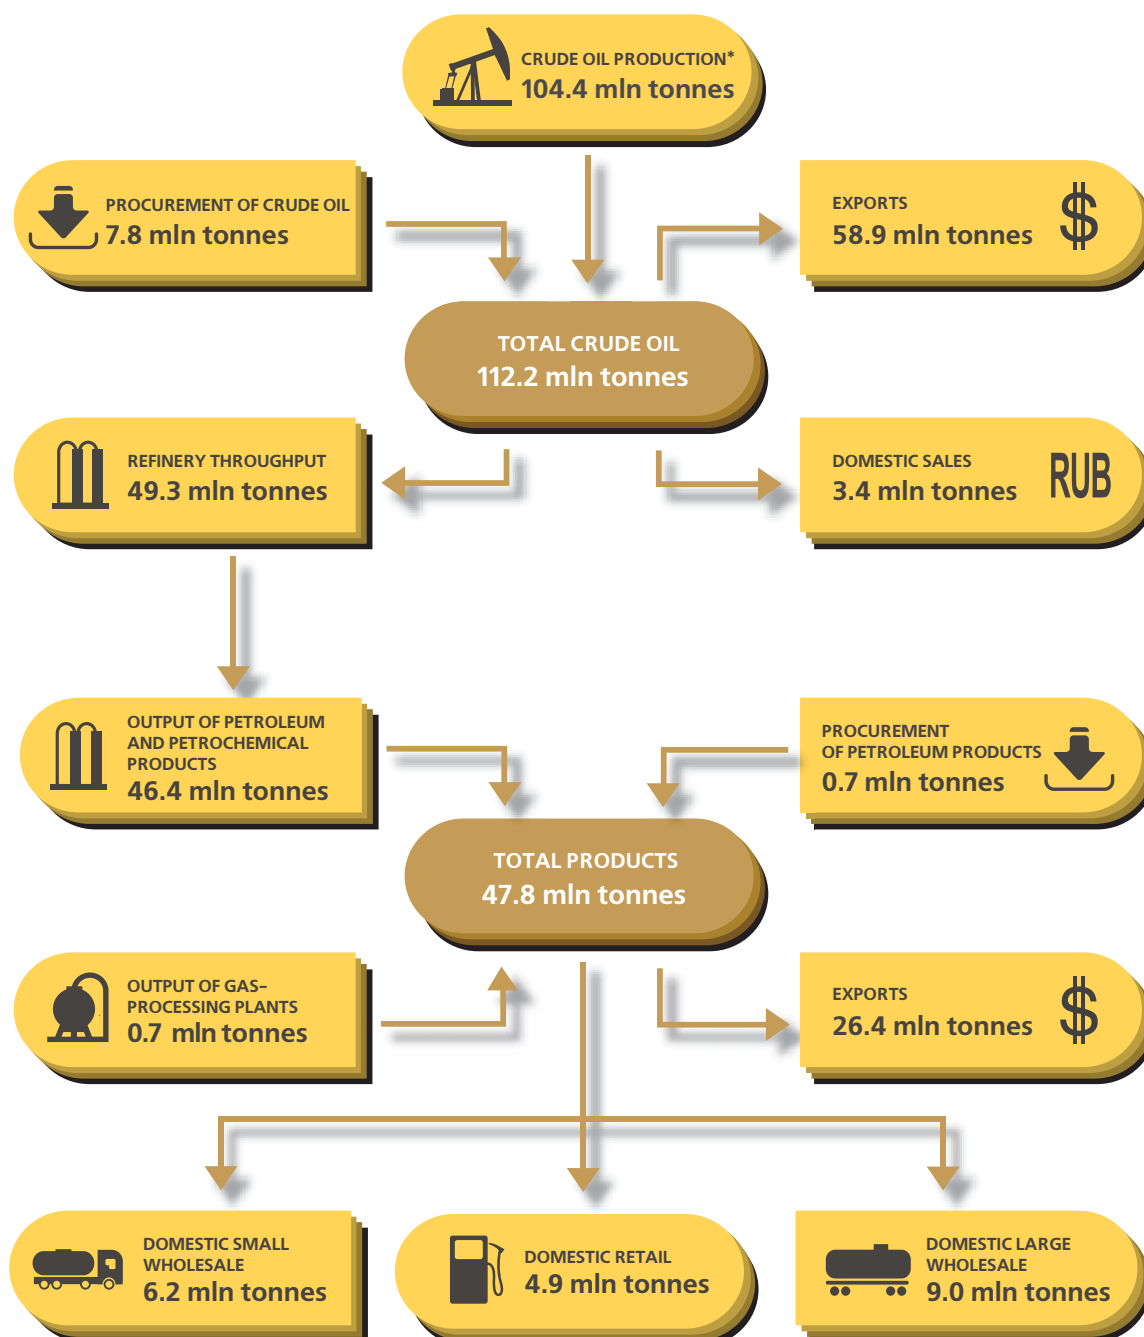 CRUDE OIL PRODUCTION*
104.4 mln tonnes
PROCUREMENT OF CRUDE OIL
7.8 mln tonnes
EXPORTS
58.9 mln tonnes
$
TOTAL CRUDE OIL
112.2 mln tonnes
REFINERY THROUGHPUT
49.3 mln tonnes
DOMESTIC SALES
3.4 mln tonnes
RUB
OUTPUT OF PETROLEUM
AND PETROCHEMICAL
PRODUCTS
46.4 mln tonnes
PROCUREMENT
OF PETROLEUM PRODUCTS
0.7 mln tonnes
TOTAL PRODUCTS
47.8 mln tonnes
OUTPUT OF GAS–
PROCESSING PLANTS
0.7 mln tonnes
EXPORTS
26.4 mln tonnes
$
DOMESTIC SMALL
WHOLESALE
6.2 mln tonnes
DOMESTIC RETAIL
4.9 mln tonnes
DOMESTIC LARGE
WHOLESALE
9.0 mln tonnes